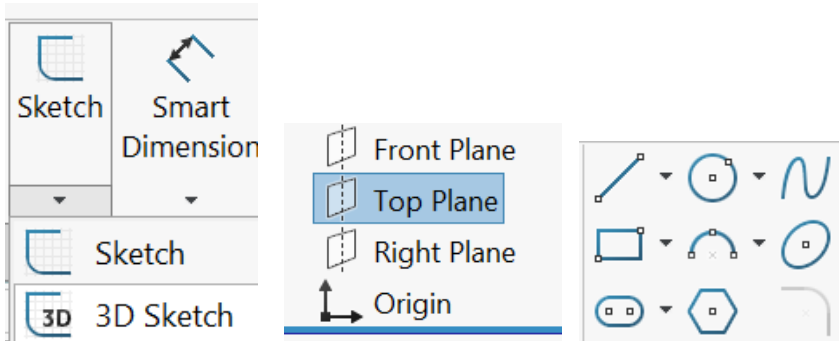 Sketch
Smart
Dimension
Sketch
3D
3D Sketch
Front Plane
Top Plane
Right Plane
Origin